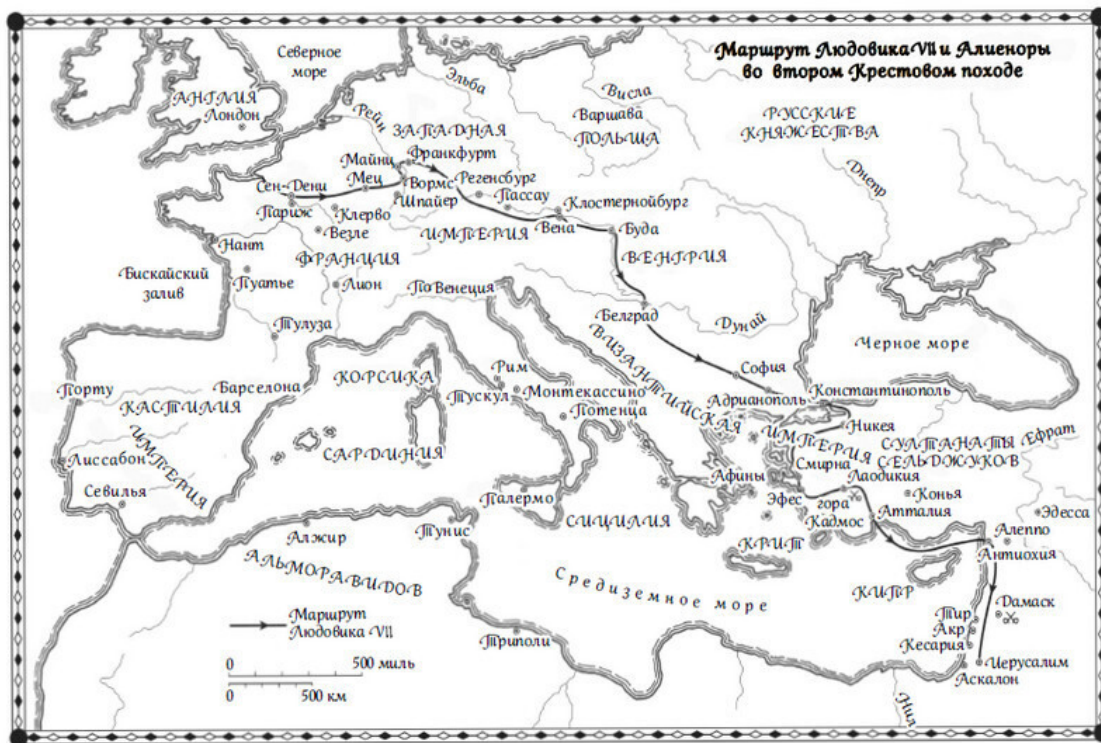 Маршрут Людовика VII и Алиеноры
во втором Крестовом походе
Северное
море
АНГЛИЯ
Лондон
Эльба
Висла
Варшава
ПОЛЬША
РУССКИЕ
КНЯЖЕСТВА
Рейн
ЗАПАДНАЯ
Франкфурт
Майнц
Мец
Сен-Дени
Вормс
Регенсбург
Днепр
Париж
Клерво
Шпайер
Пассау
Клостернойбург
Везле
ИМПЕРИЯ
Вена
Буда
Нант
ФРАНЦИЯ
ВЕНГРИЯ
Бискайский
залив
Пуатье
Лион
По
Венеция
Белград
Дунай
Тулуза
ВИЗАНТИЙСКАЯ
Черное море
София
Рим
КОРСИКА
Барселона
Порту
Тускул
Монтекассино
Константинополь
КАСТИЛИЯ
Потенца
Адрианополь
Никея
ИМПЕРИЯ
СУЛТАНАТЫ
СЕЛЬДЖУКОВ
Евфрат
ИМПЕРИЯ
Лиссабон
САРДИНИЯ
Смирна
Лаодикия
Афины
Севилья
Палермо
Эфес
гора
Кадмос
Конья
Атталия
Эдесса
СИЦИЛИЯ
Алжир
Тунис
КРИТ
Алеппо
Антиохия
АЛЬМОРАВИДОВ
Средиземное море
КИПР
Дамаск
Тир
Акр
Кесария
Маршрут
Людовика VII
Триполи
Иерусалим
Аскалон
0 500 миль
0 500 км
Нил